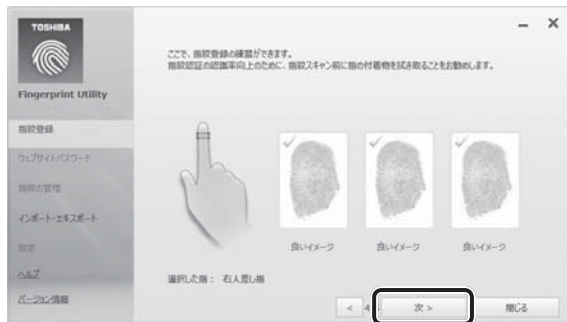 TOSHIBA
Fingerprint Utility
指紋登録
ウェブサイト/パスワード
指紋の管理
インポート・エキスポート
設定
ヘルプ
バージョン情報
ここで、指紋登録の練習ができます。
指紋認証の認識率向上のために、指紋スキャン前に指の付着物を拭き取ることをお勧めします。
良いイメージ
良いイメージ
良いイメージ
選択した指： 右人差し指
< 4 次 > 閉じる